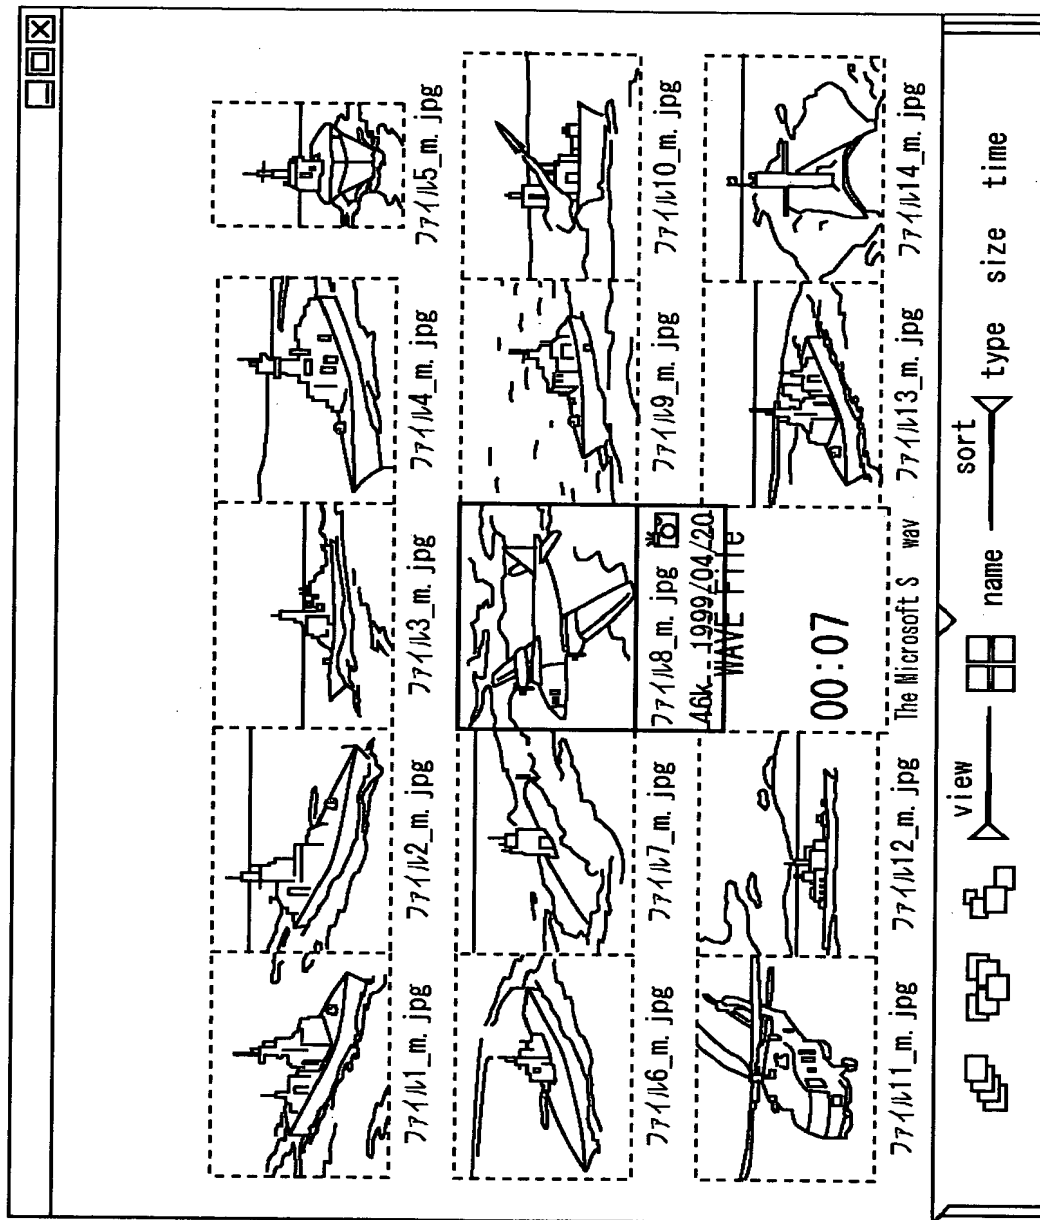 ファイル1_m.jpg
ファイル2_m.jpg
ファイル3_m.jpg
ファイル4_m.jpg
ファイル5_m.jpg
ファイル6_m.jpg
ファイル7_m.jpg
ファイル8_m.jpg
46k 1999/04/20
ファイル9_m.jpg
ファイル10_m.jpg
ファイル11_m.jpg
ファイル12_m.jpg
WAVE File
00:07
The Microsoft S wav
ファイル13_m.jpg
ファイル14_m.jpg
view
sort
name
type size time